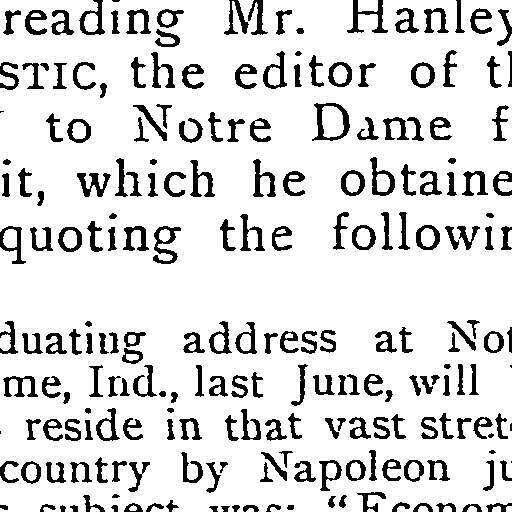 reading Mr. Hanley
STIC, the editor of th
to Notre Dame f
it, which he obtaine
quoting the followin
duating address at Not
me, Ind., last June, will
reside in that vast stret
country by Napoleon ju
subject was: "Econom